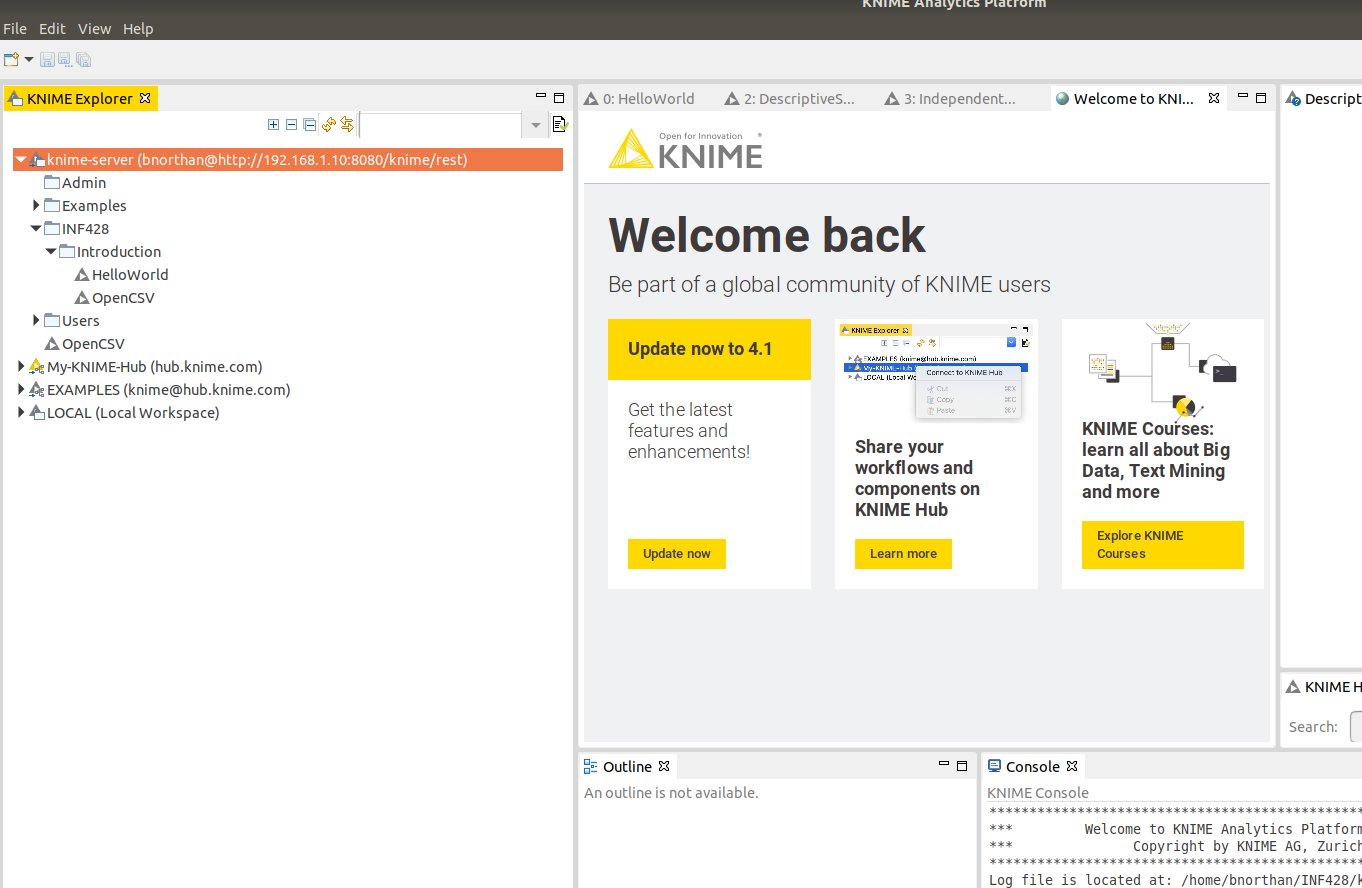 KNIME Analytics Platform
File Edit View Help
KNIME Explorer
knime-server (bnorthan@http://192.168.1.10:8080/knime/rest)
Admin
Examples
INF428
Introduction
HelloWorld
OpenCSV
Users
OpenCSV
My-KNIME-Hub (hub.knime.com)
EXAMPLES (knime@hub.knime.com)
LOCAL (Local Workspace)
0: HelloWorld
2: DescriptiveS...
3: Independent...
Welcome to KNI...
Open for Innovation
KNIME
Welcome back
Be part of a global community of KNIME users
Update now to 4.1
Get the latest
features and
enhancements!
Update now
KNIME Explorer
EXAMPLES (knime@hub.knime.com)
My-KNIME-Hub
Connect to KNIME Hub
LOCAL (Local W
Cut ⌘X
Copy ⌘C
Paste ⌘V
Share your
workflows and
components on
KNIME Hub
Learn more
KNIME Courses:
learn all about Big
Data, Text Mining
and more
Explore KNIME
Courses
Descript
KNIME H
Search:
Outline
An outline is not available.
Console
KNIME Console
***************************************************
*** Welcome to KNIME Analytics Platform
*** Copyright by KNIME AG, Zurich
***************************************************
Log file is located at: /home/bnorthan/INF428/k